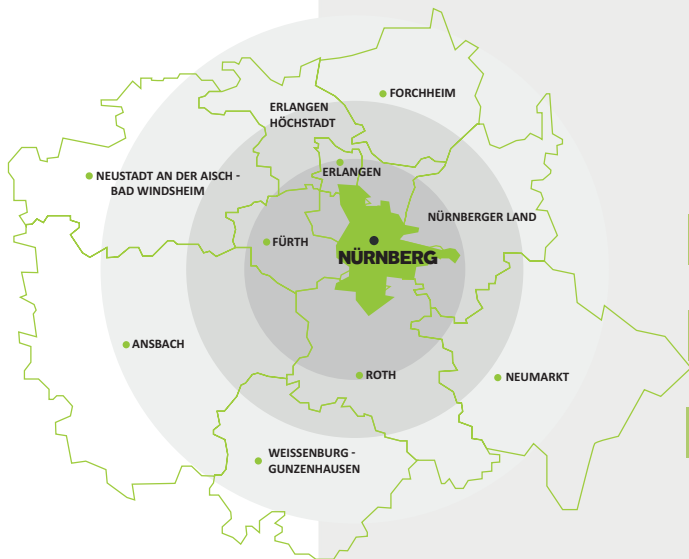 FORCHHEIM
ERLANGEN
HÖCHSTADT
ERLANGEN
NEUSTADT AN DER AISCH -
BAD WINDSHEIM
NÜRNBERGER LAND
FÜRTH
NÜRNBERG
ANSBACH
ROTH
NEUMARKT
WEISSENBURG -
GUNZENHAUSEN